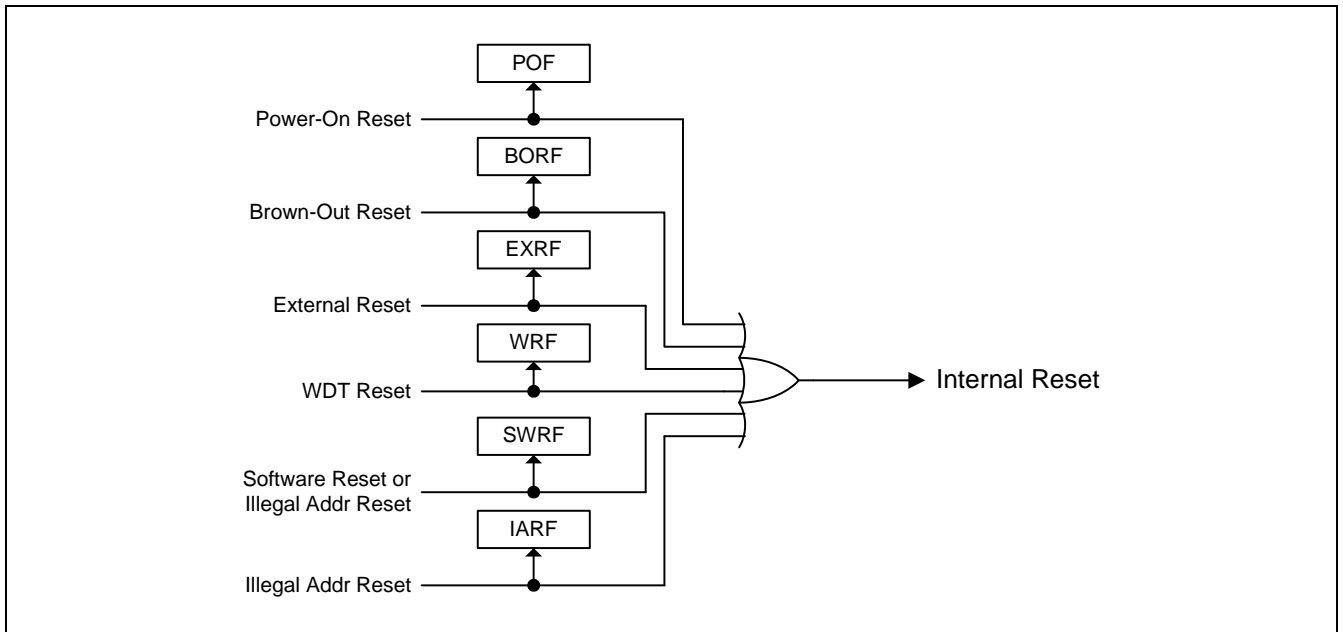 POF
Power-On Reset
BORF
Brown-Out Reset
EXRF
External Reset
WRF
WDT Reset
Internal Reset
SWRF
Software Reset or
Illegal Addr Reset
IARF
Illegal Addr Reset